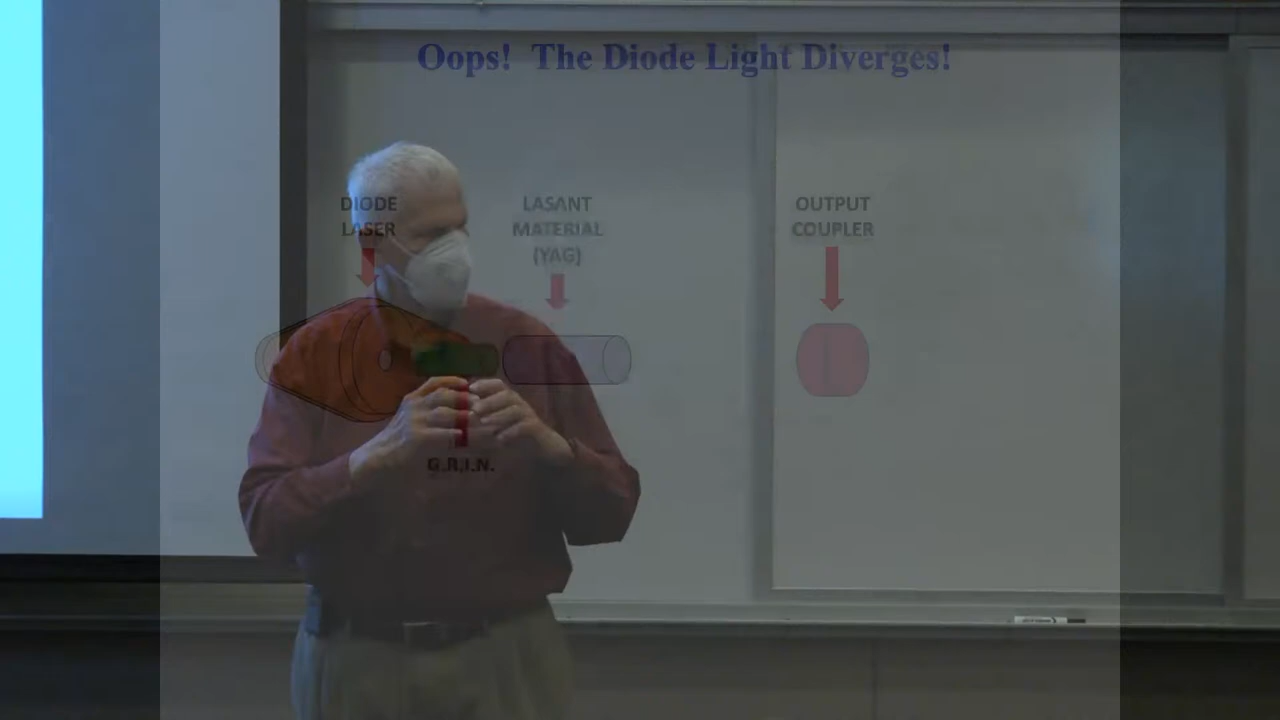 Oops! The Diode Light Diverges!
DIODE
LASER
LASANT
MATERIAL
(YAG)
OUTPUT
COUPLER
G.R.I.N.